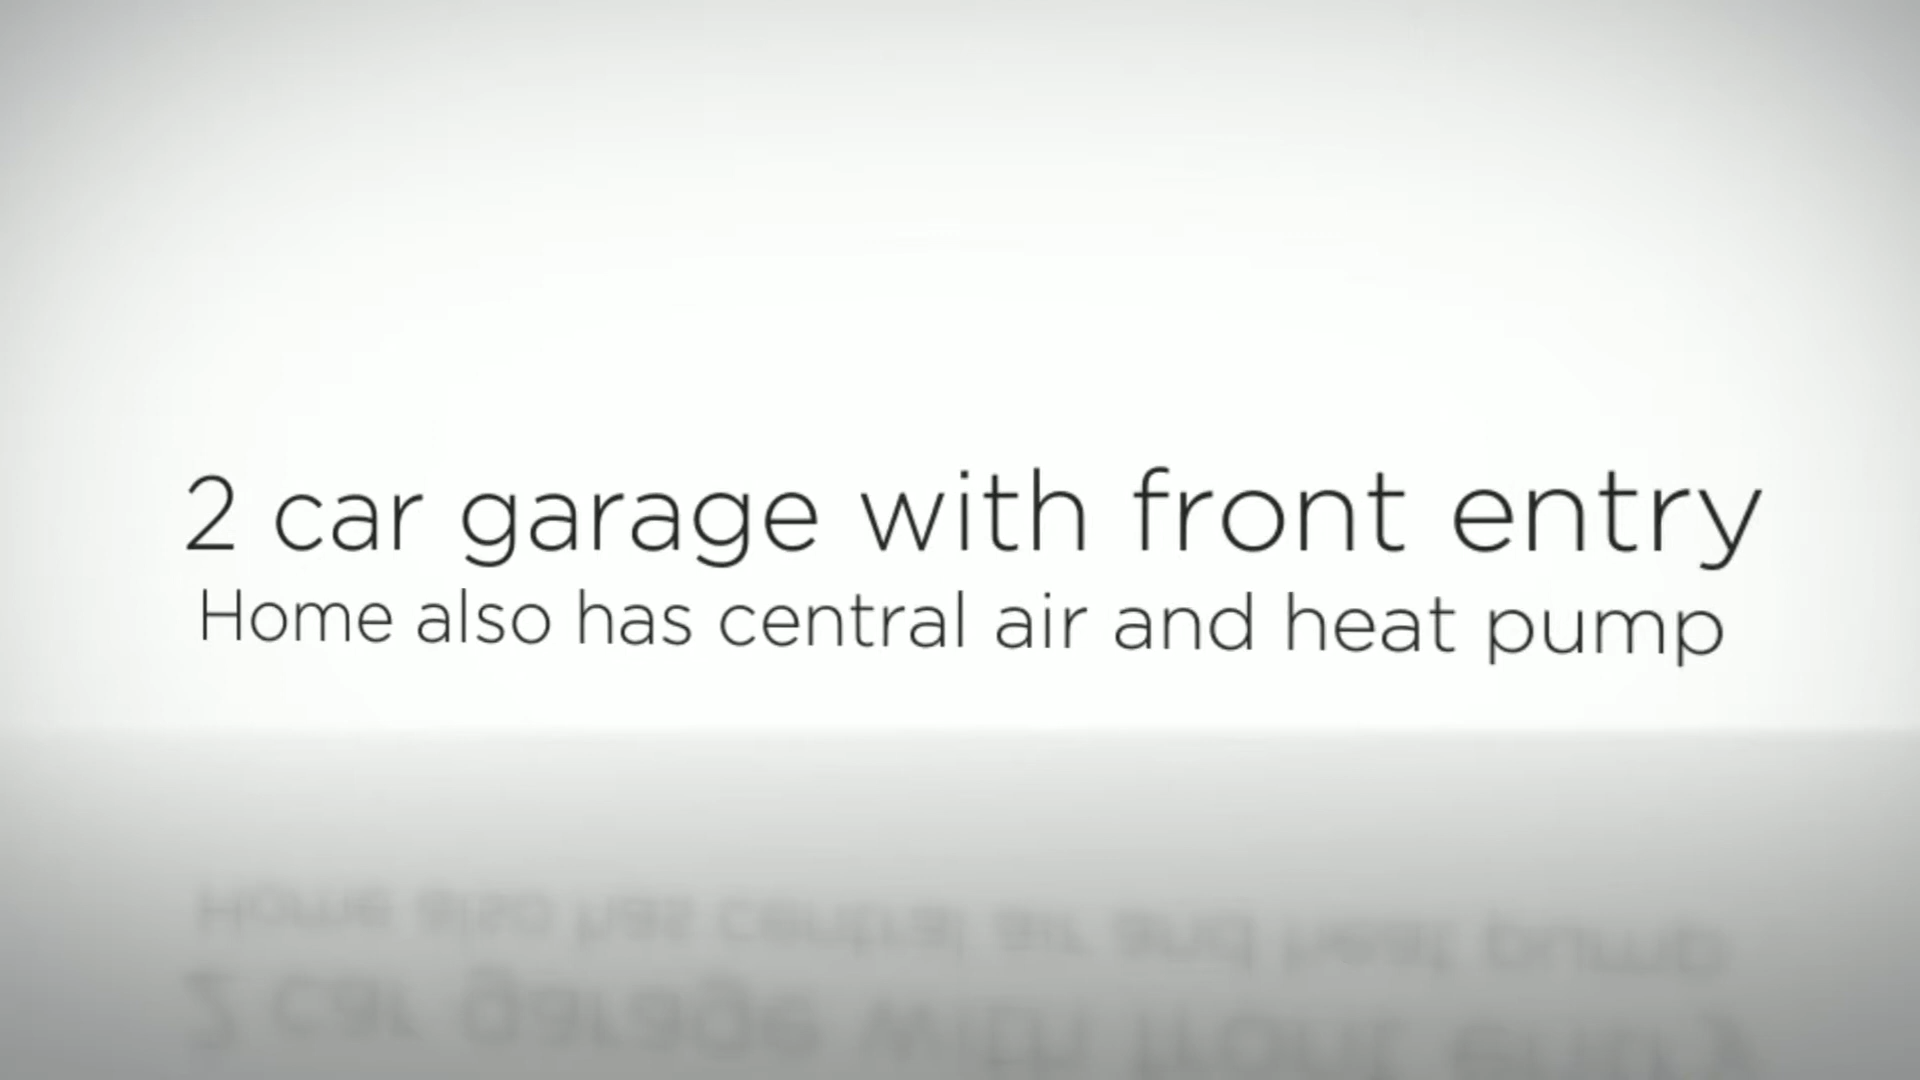 2 car garage with front entry
Home also has central air and heat pump